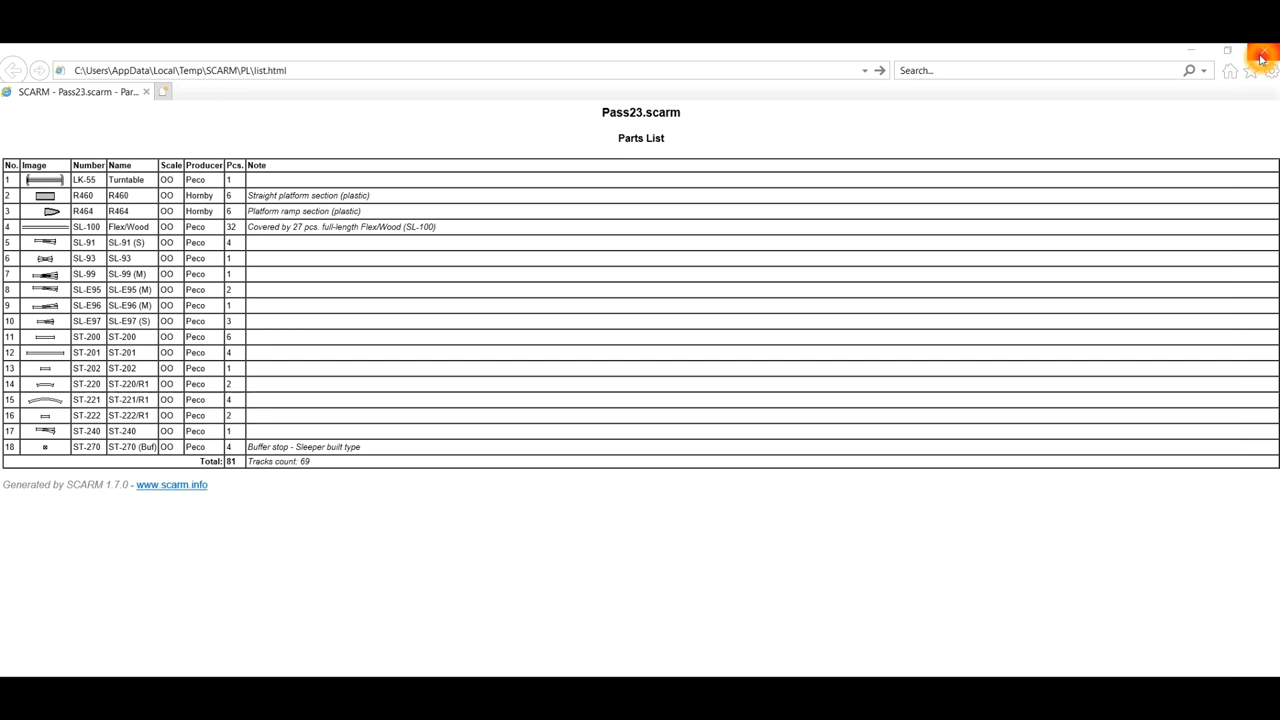 C:\Users\AppData\Local\Temp\SCARM\PL\list.html
Search...
SCARM - Pass23.scarm - Par...
Pass23.scarm
Parts List
No. Image Number Name Scale Producer Pcs. Note
1 LK-55 Turntable OO Peco 1
2 R460 R460 OO Hornby 6 Straight platform section (plastic)
3 R464 R464 OO Hornby 6 Platform ramp section (plastic)
4 SL-100 Flex/Wood OO Peco 32 Covered by 27 pcs. full-length Flex/Wood (SL-100)
5 SL-91 SL-91 (S) OO Peco 4
6 SL-93 SL-93 OO Peco 1
7 SL-99 SL-99 (M) OO Peco 1
8 SL-E95 SL-E95 (M) OO Peco 2
9 SL-E96 SL-E96 (M) OO Peco 1
10 SL-E97 SL-E97 (S) OO Peco 3
11 ST-200 ST-200 OO Peco 6
12 ST-201 ST-201 OO Peco 4
13 ST-202 ST-202 OO Peco 1
14 ST-220 ST-220/R1 OO Peco 2
15 ST-221 ST-221/R1 OO Peco 4
16 ST-222 ST-222/R1 OO Peco 2
17 ST-240 ST-240 OO Peco 1
18 ST-270 ST-270 (Buf) OO Peco 4 Buffer stop - Sleeper built type
Total: 81 Tracks count: 69
Generated by SCARM 1.7.0 - www.scarm.info